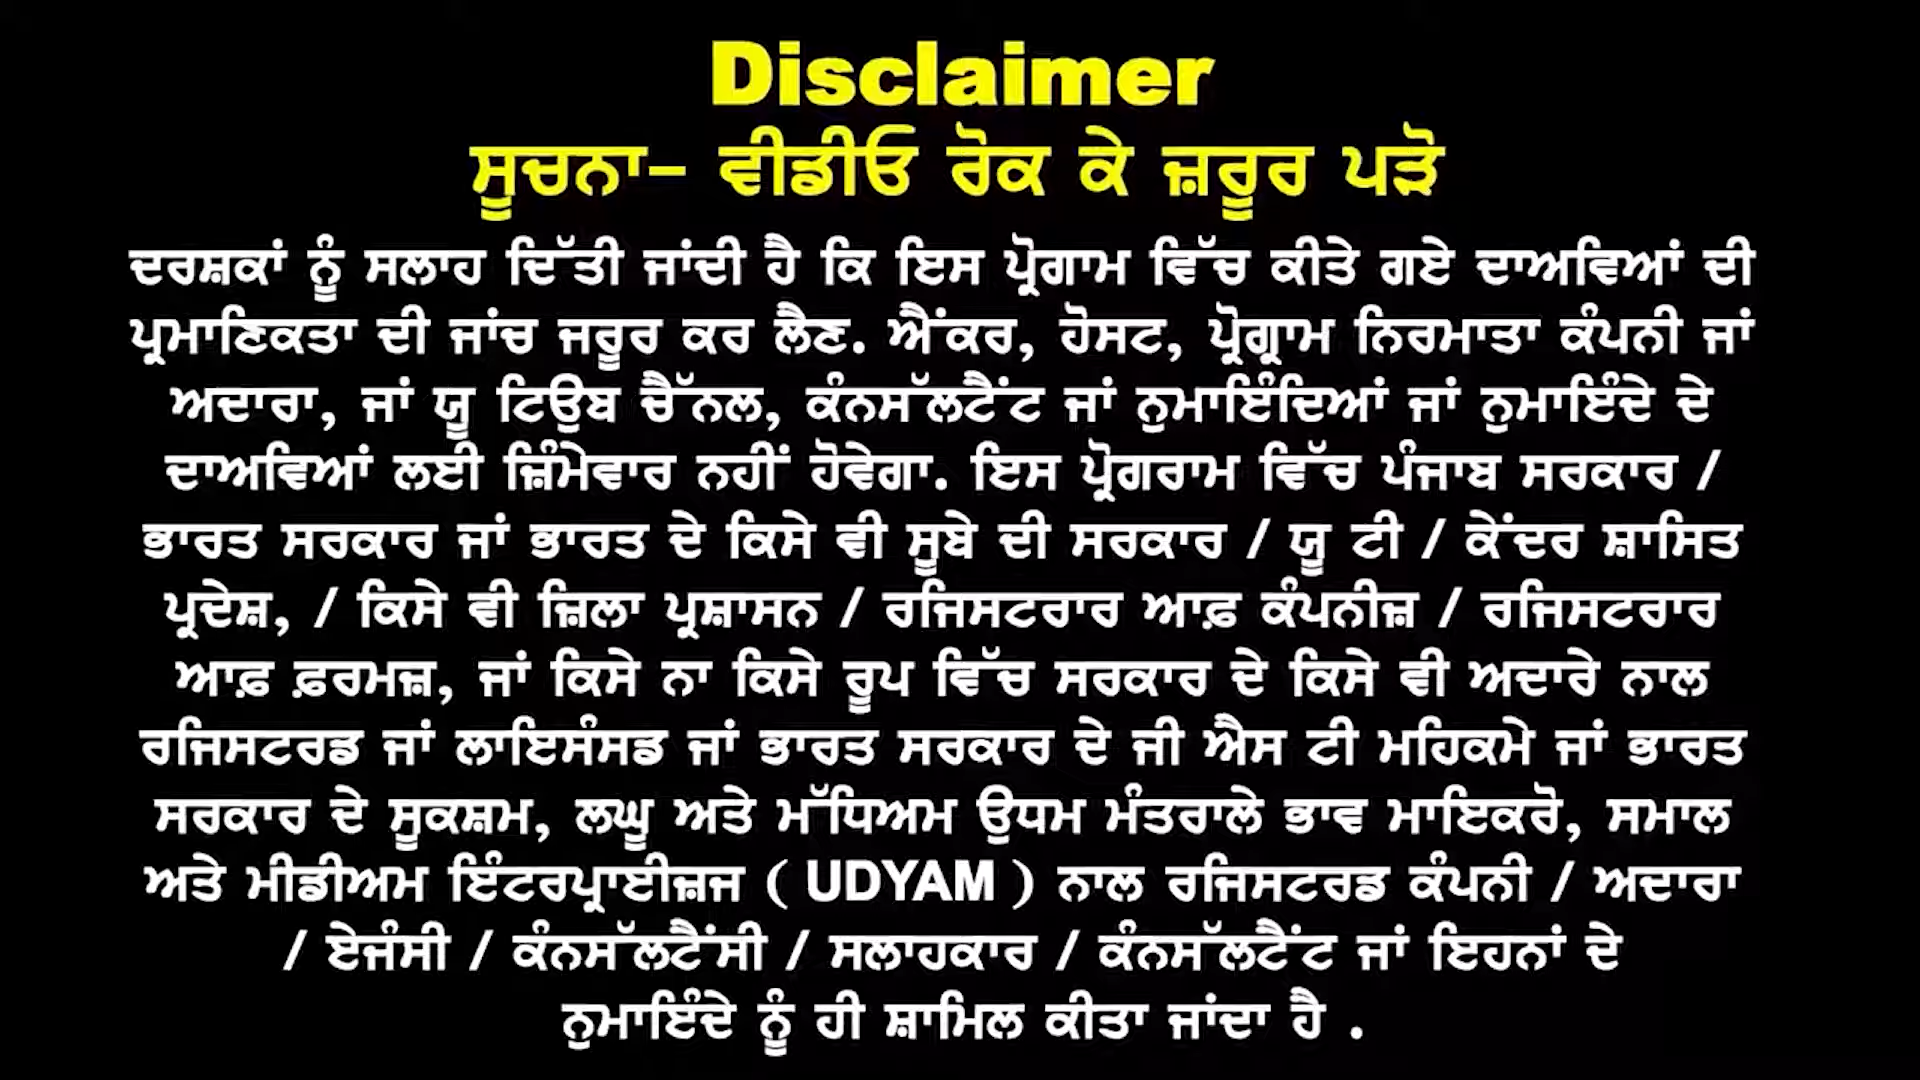 Disclaimer
ਸੂਚਨਾ- ਵੀਡੀਓ ਰੋਕ ਕੇ ਜ਼ਰੂਰ ਪੜੋ
ਦਰਸ਼ਕਾਂ ਨੂੰ ਸਲਾਹ ਦਿੱਤੀ ਜਾਂਦੀ ਹੈ ਕਿ ਇਸ ਪ੍ਰੋਗਾਮ ਵਿੱਚ ਕੀਤੇ ਗਏ ਦਾਅਵਿਆਂ ਦੀ
ਪ੍ਰਮਾਣਿਕਤਾ ਦੀ ਜਾਂਚ ਜਰੂਰ ਕਰ ਲੈਣ. ਐਂਕਰ, ਹੋਸਟ, ਪ੍ਰੋਗ੍ਰਾਮ ਨਿਰਮਾਤਾ ਕੰਪਨੀ ਜਾਂ
ਅਦਾਰਾ, ਜਾਂ ਯੂ ਟਿਊਬ ਚੈੱਨਲ, ਕੰਨਸੱਲਟੈਂਟ ਜਾਂ ਨੁਮਾਇੰਦਿਆਂ ਜਾਂ ਨੁਮਾਇੰਦੇ ਦੇ
ਦਾਅਵਿਆਂ ਲਈ ਜ਼ਿੰਮੇਵਾਰ ਨਹੀਂ ਹੋਵੇਗਾ. ਇਸ ਪ੍ਰੋਗਰਾਮ ਵਿੱਚ ਪੰਜਾਬ ਸਰਕਾਰ /
ਭਾਰਤ ਸਰਕਾਰ ਜਾਂ ਭਾਰਤ ਦੇ ਕਿਸੇ ਵੀ ਸੂਬੇ ਦੀ ਸਰਕਾਰ / ਯੂ ਟੀ / ਕੇਂਦਰ ਸ਼ਾਸਿਤ
ਪ੍ਰਦੇਸ਼, / ਕਿਸੇ ਵੀ ਜ਼ਿਲਾ ਪ੍ਰਸ਼ਾਸਨ / ਰਜਿਸਟਰਾਰ ਆਫ਼ ਕੰਪਨੀਜ਼ / ਰਜਿਸਟਰਾਰ
ਆਫ਼ ਫ਼ਰਮਜ਼, ਜਾਂ ਕਿਸੇ ਨਾ ਕਿਸੇ ਰੂਪ ਵਿੱਚ ਸਰਕਾਰ ਦੇ ਕਿਸੇ ਵੀ ਅਦਾਰੇ ਨਾਲ
ਰਜਿਸਟਰਡ ਜਾਂ ਲਾਇਸੰਸਡ ਜਾਂ ਭਾਰਤ ਸਰਕਾਰ ਦੇ ਜੀ ਐਸ ਟੀ ਮਹਿਕਮੇ ਜਾਂ ਭਾਰਤ
ਸਰਕਾਰ ਦੇ ਸੂਕਸ਼ਮ, ਲਘੂ ਅਤੇ ਮੱਧਿਅਮ ਉਧਮ ਮੰਤਰਾਲੇ ਭਾਵ ਮਾਇਕਰੋ, ਸਮਾਲ
ਅਤੇ ਮੀਡੀਅਮ ਇੰਟਰਪ੍ਰਾਈਜ਼ਜ ( UDYAM ) ਨਾਲ ਰਜਿਸਟਰਡ ਕੰਪਨੀ / ਅਦਾਰਾ
/ ਏਜੰਸੀ / ਕੰਨਸੱਲਟੈਂਸੀ / ਸਲਾਹਕਾਰ / ਕੰਨਸੱਲਟੈਂਟ ਜਾਂ ਇਹਨਾਂ ਦੇ
ਨੁਮਾਇੰਦੇ ਨੂੰ ਹੀ ਸ਼ਾਮਿਲ ਕੀਤਾ ਜਾਂਦਾ ਹੈ .